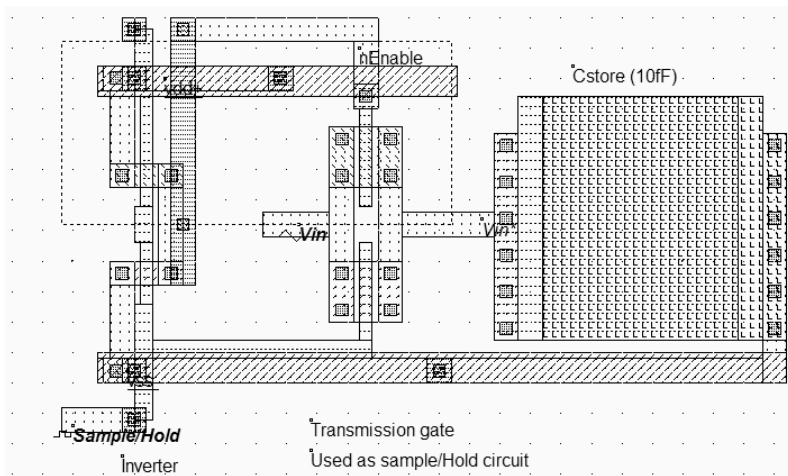 nEnable
Cstore (10fF)
Vdd+
Vin
Vin*
VSS-
Sample/Hold
Transmission gate
Inverter
Used as sample/Hold circuit